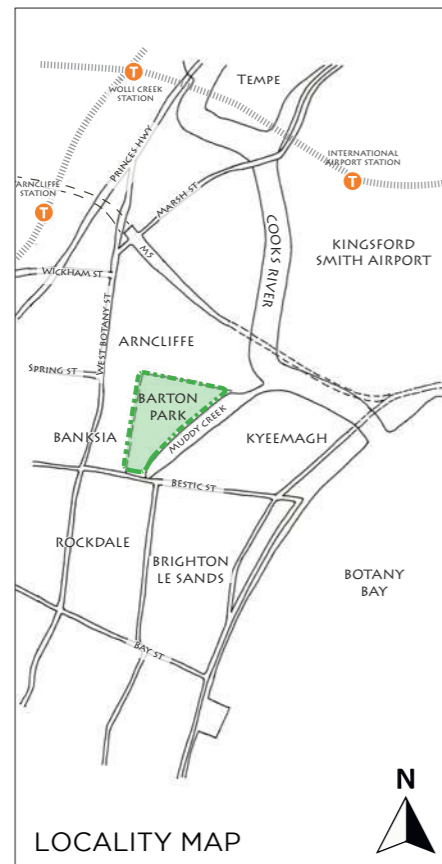 TEMPE
T
WOLLI CREEK
STATION
PRINCES HWY
INTERNATIONAL
AIRPORT STATION
T
ARNCLIFFE
STATION
T
MARSH ST
COOKS RIVER
KINGSFORD
SMITH AIRPORT
M5
WICKHAM ST
WEST BOTANY ST
ARNCLIFFE
SPRING ST
BARTON
PARK
MUDDY CREEK
BANKSIA
KYEEMAGH
BESTIC ST
ROCKDALE
BRIGHTON
LE SANDS
BOTANY
BAY
BAY ST
N
LOCALITY MAP